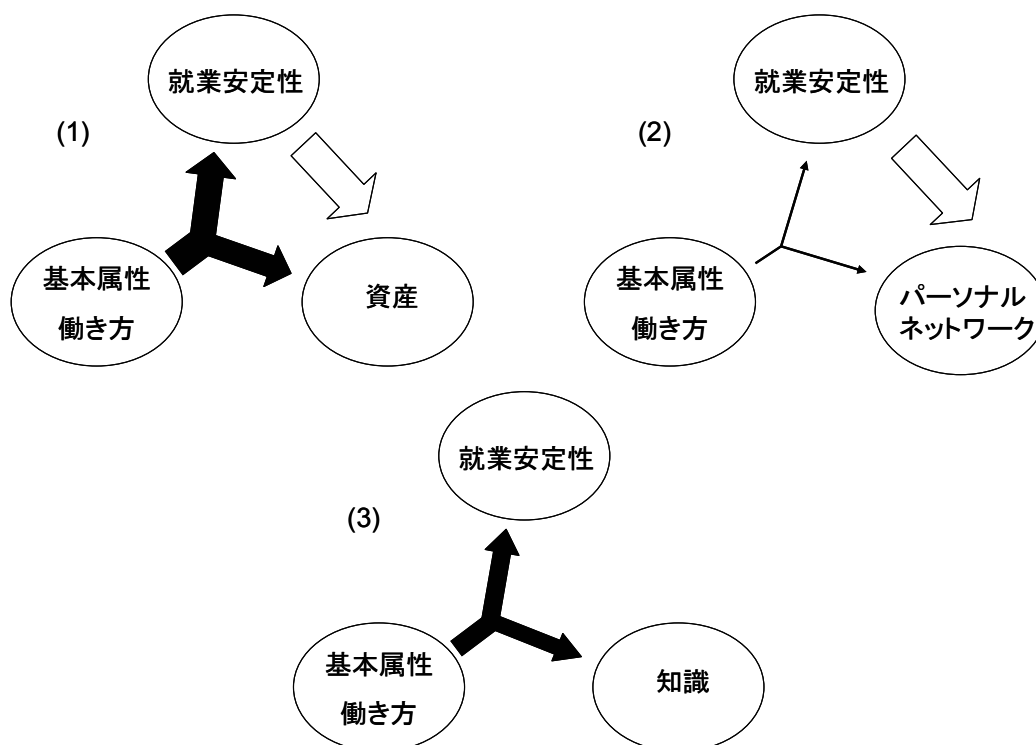 就業安定性
(1)
基本属性
働き方
資産
就業安定性
(2)
基本属性
働き方
パーソナル
ネットワーク
就業安定性
(3)
基本属性
働き方
知識